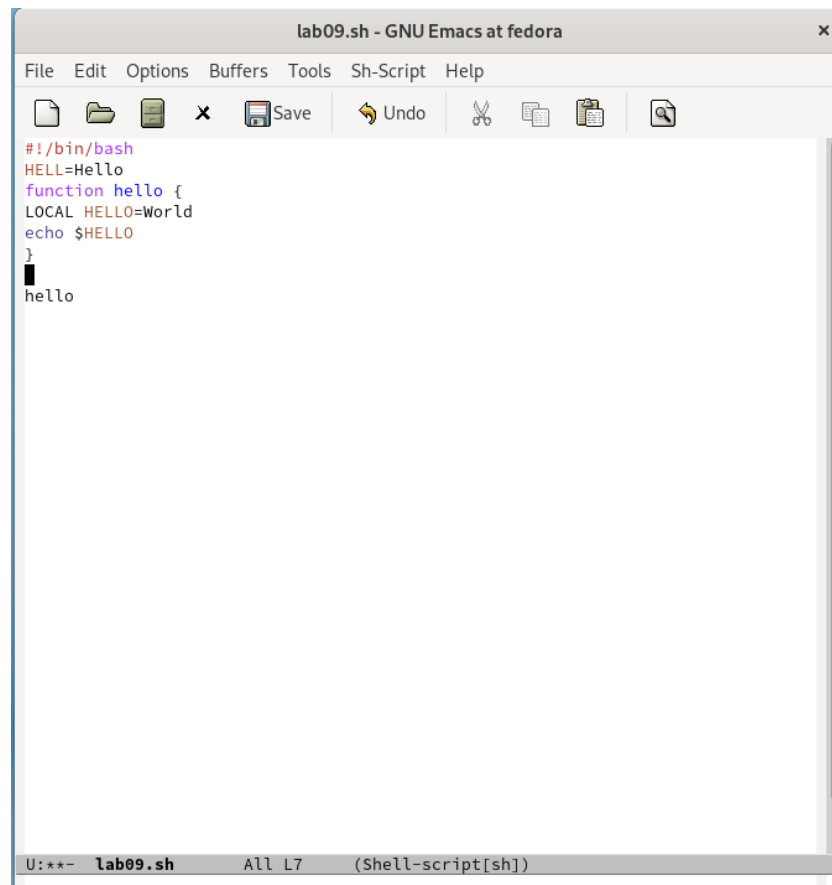 lab09.sh - GNU Emacs at fedora
File Edit Options Buffers Tools Sh-Script Help
Save Undo
#!/bin/bash
HELL=Hello
function hello {
LOCAL HELLO=World
echo $HELLO
}
hello
U:**- lab09.sh All L7 (Shell-script[sh])